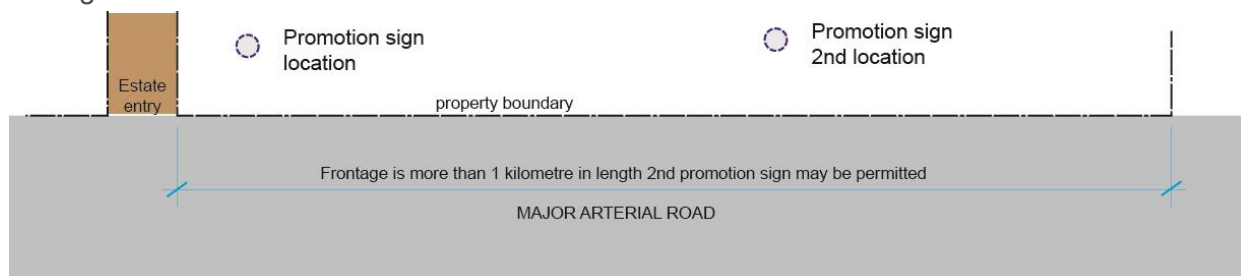 Promotion sign
location
Promotion sign
2nd location
Estate
entry
property boundary
Frontage is more than 1 kilometre in length 2nd promotion sign may be permitted
MAJOR ARTERIAL ROAD